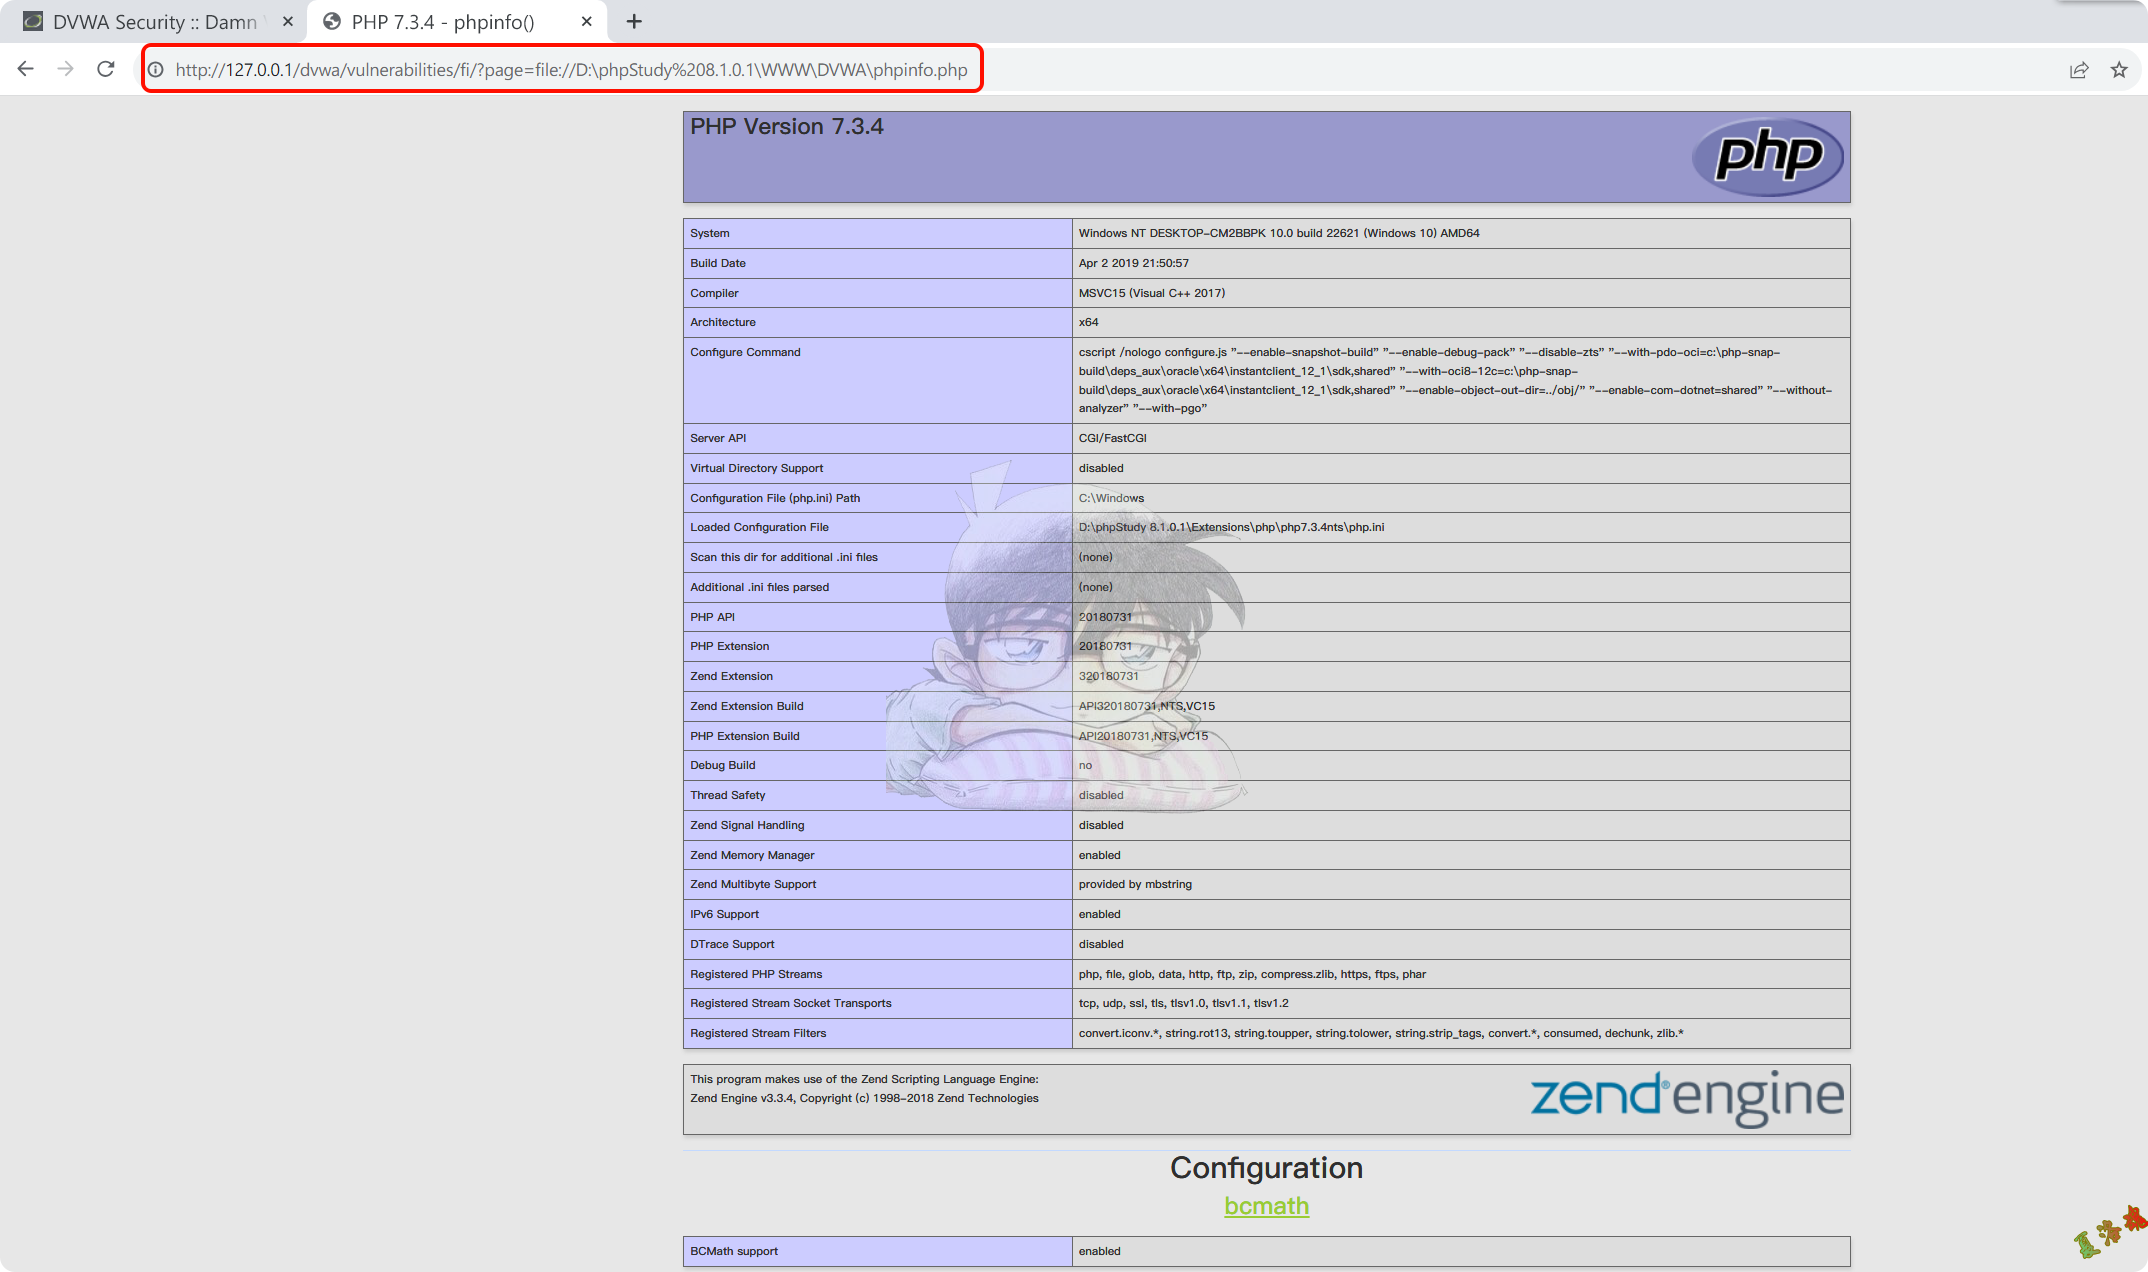 DVWA Security :: Damn
PHP 7.3.4 - phpinfo()
http://127.0.0.1/dvwa/vulnerabilities/fi/?page=file://D:\phpStudy%208.1.0.1\WWW\DVWA\phpinfo.php
PHP Version 7.3.4
php
System Windows NT DESKTOP-CM2BBPK 10.0 build 22621 (Windows 10) AMD64
Build Date Apr 2 2019 21:50:57
Compiler MSVC15 (Visual C++ 2017)
Architecture x64
Configure Command cscript /nologo configure.js "--enable-snapshot-build" "--enable-debug-pack" "--disable-zts" "--with-pdo-oci=c:\php-snap-
build\deps_aux\oracle\x64\instantclient_12_1\sdk,shared" "--with-oci8-12c=c:\php-snap-
build\deps_aux\oracle\x64\instantclient_12_1\sdk,shared" "--enable-object-out-dir=../obj/" "--enable-com-dotnet=shared" "--without-
analyzer" "--with-pgo"
Server API CGI/FastCGI
Virtual Directory Support disabled
Configuration File (php.ini) Path C:\Windows
Loaded Configuration File D:\phpStudy 8.1.0.1\Extensions\php\php7.3.4nts\php.ini
Scan this dir for additional .ini files (none)
Additional .ini files parsed (none)
PHP API 20180731
PHP Extension 20180731
Zend Extension 320180731
Zend Extension Build API320180731,NTS,VC15
PHP Extension Build API20180731,NTS,VC15
Debug Build no
Thread Safety disabled
Zend Signal Handling disabled
Zend Memory Manager enabled
Zend Multibyte Support provided by mbstring
IPv6 Support enabled
DTrace Support disabled
Registered PHP Streams php, file, glob, data, http, ftp, zip, compress.zlib, https, ftps, phar
Registered Stream Socket Transports tcp, udp, ssl, tls, tlsv1.0, tlsv1.1, tlsv1.2
Registered Stream Filters convert.iconv.*, string.rot13, string.toupper, string.tolower, string.strip_tags, convert.*, consumed, dechunk, zlib.*
This program makes use of the Zend Scripting Language Engine:
Zend Engine v3.3.4, Copyright (c) 1998-2018 Zend Technologies
zend® engine
Configuration
bcmath
BCMath support enabled